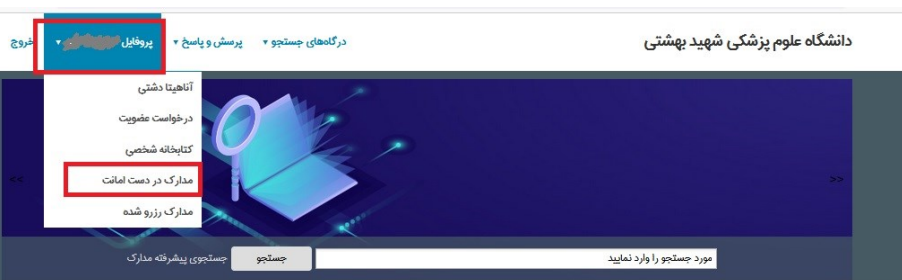 دانشگاه علوم پزشکی شهید بهشتی
درگاه‌های جستجو ▾ پرسش و پاسخ ▾ پروفایل ▾ خروج
آناهیتا دشتی
درخواست عضویت
کتابخانه شخصی
مدارک در دست امانت
مدارک رزرو شده
<< >>
مورد جستجو را وارد نمایید جستجو جستجوی پیشرفته مدارک